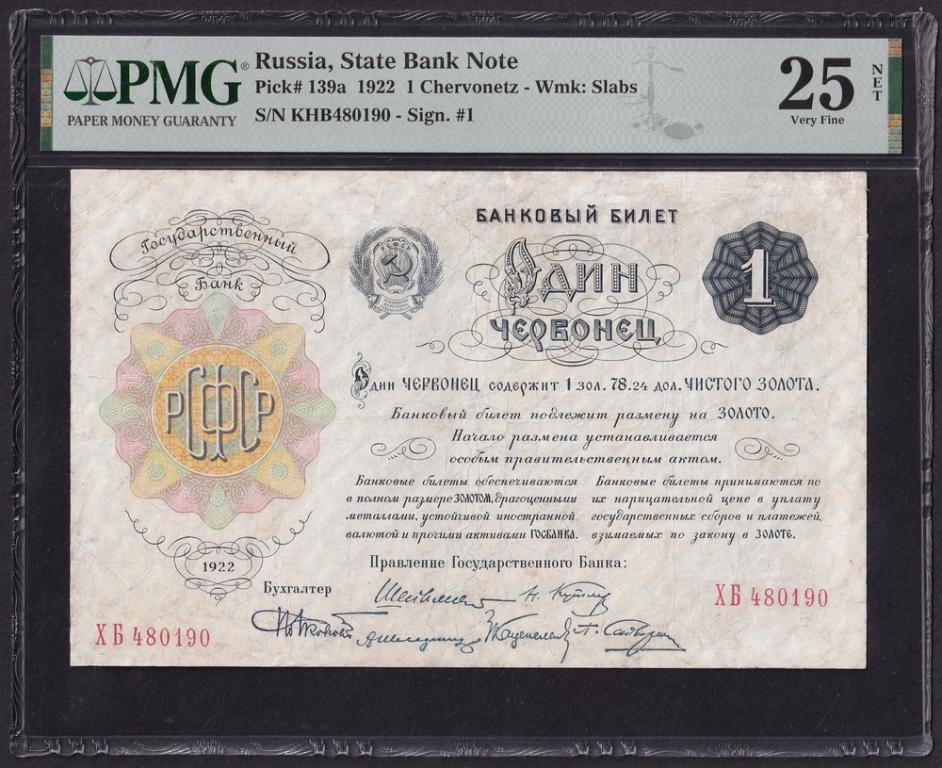 PMG®
PAPER MONEY GUARANTY
Russia, State Bank Note
Pick# 139a 1922 1 Chervonetz - Wmk: Slabs
S/N KHB480190 - Sign. #1
25
NET
Very Fine
БАНКОВЫЙ БИЛЕТ
Государственный
Банк
Один
ЧЕРВОНЕЦ
1
РСФСР
Один ЧЕРВОНЕЦ содержит 1 зол. 78.24 дол. ЧИСТОГО ЗОЛОТА.
Банковый билет подлежит размену на ЗОЛОТО.
Начало размена устанавливается
особым правительственным актом.
Банковые билеты обеспечиваются
в полном размере ЗОЛОТОМ, драгоценными
металлами, устойчивой иностранной
валютой и прочими активами ГОСБАНКА.
Банковые билеты принимаются по
их нарицательной цене в уплату
государственных сборов и платежей,
взимаемых по закону в ЗОЛОТЕ.
1922
Правление Государственного Банка:
Бухгалтер
ХБ 480190
ХБ 480190